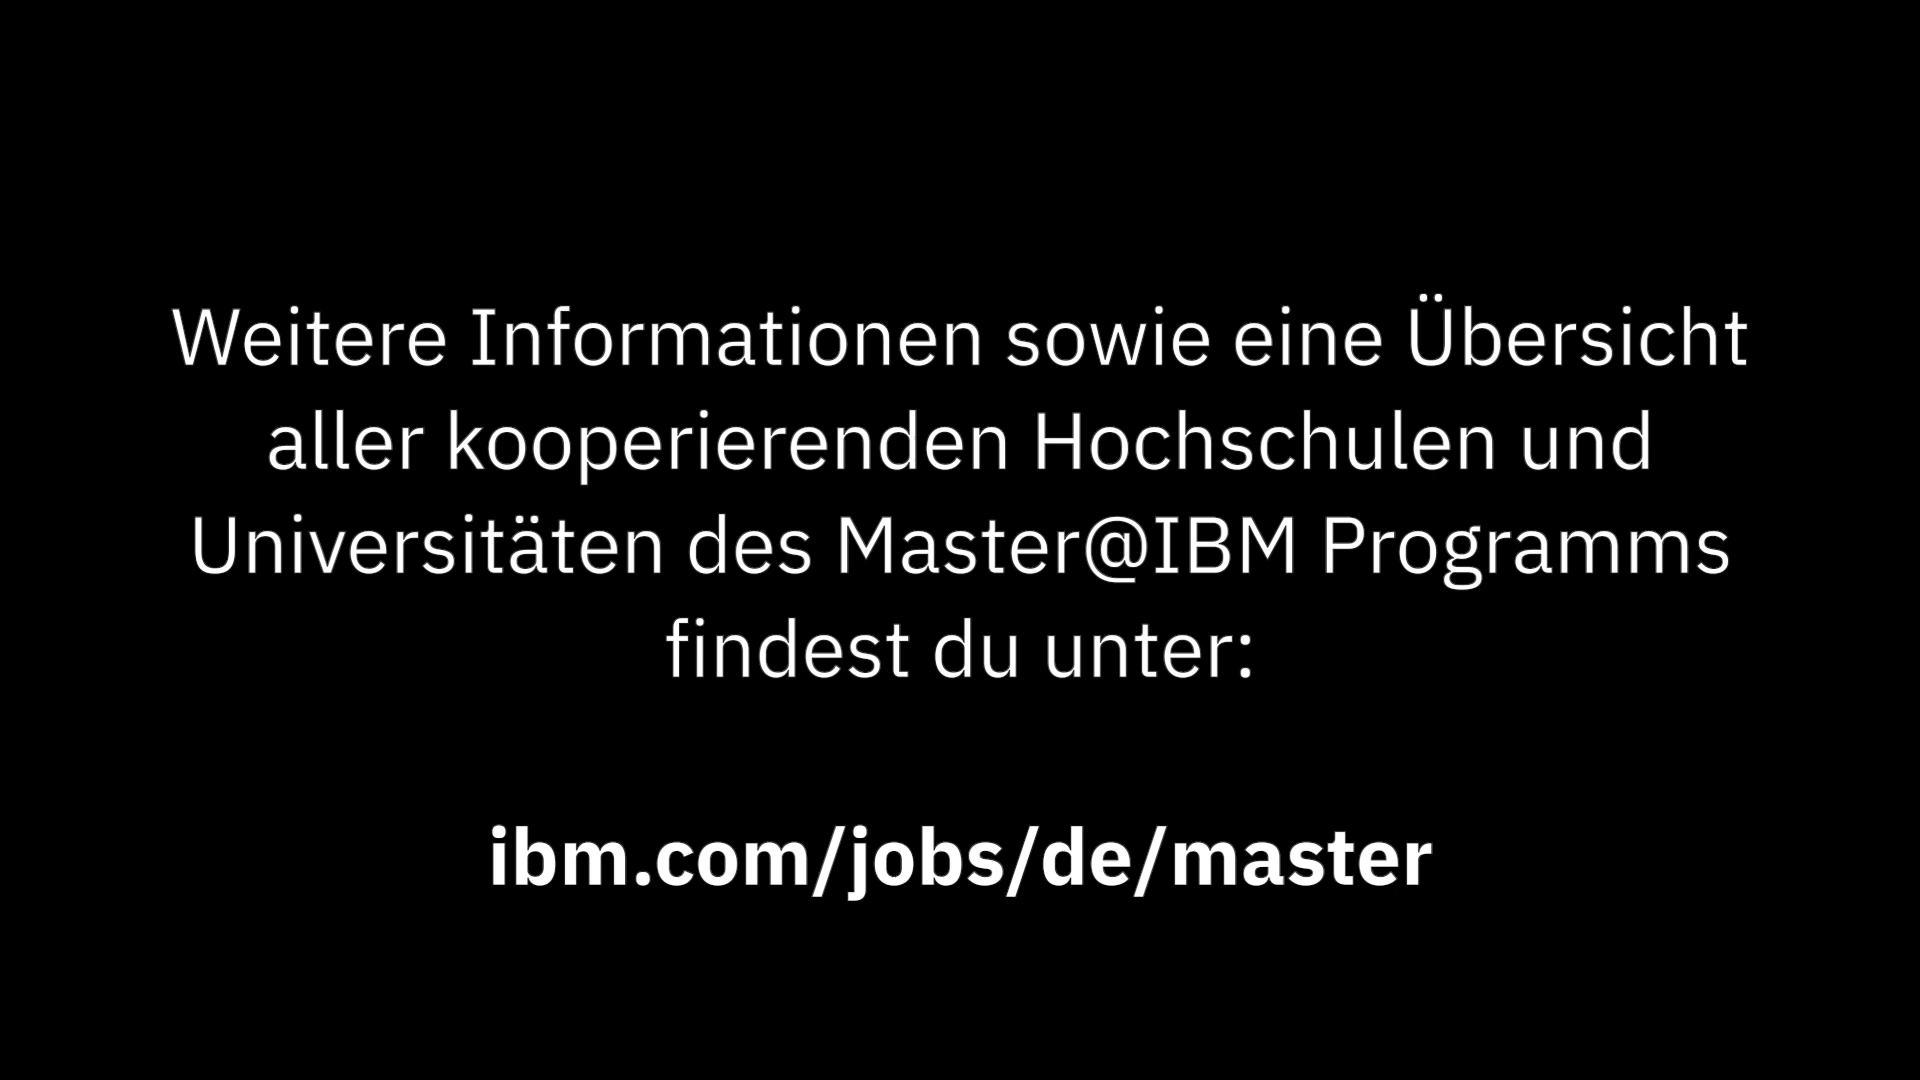 Weitere Informationen sowie eine Übersicht
aller kooperierenden Hochschulen und
Universitäten des Master@IBM Programms
findest du unter:
ibm.com/jobs/de/master